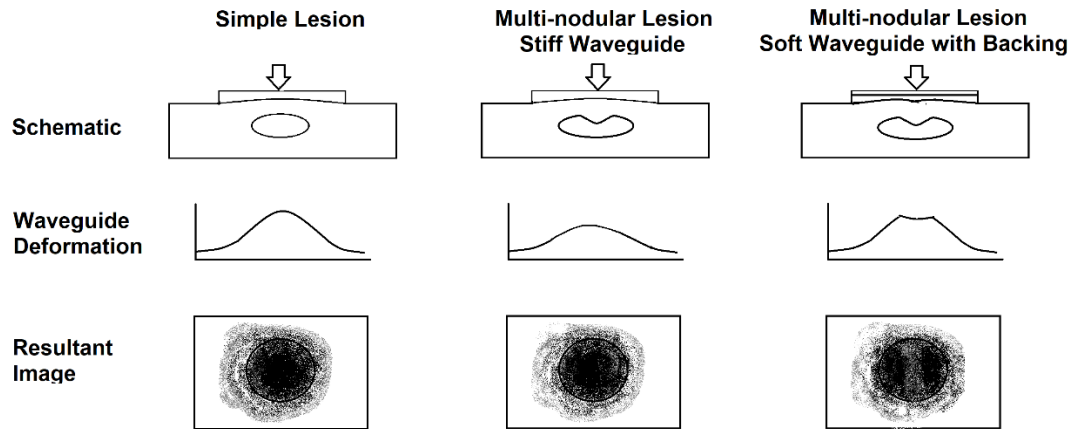 Simple Lesion
Multi-nodular Lesion
Stiff Waveguide
Multi-nodular Lesion
Soft Waveguide with Backing
Schematic
Waveguide
Deformation
Resultant
Image